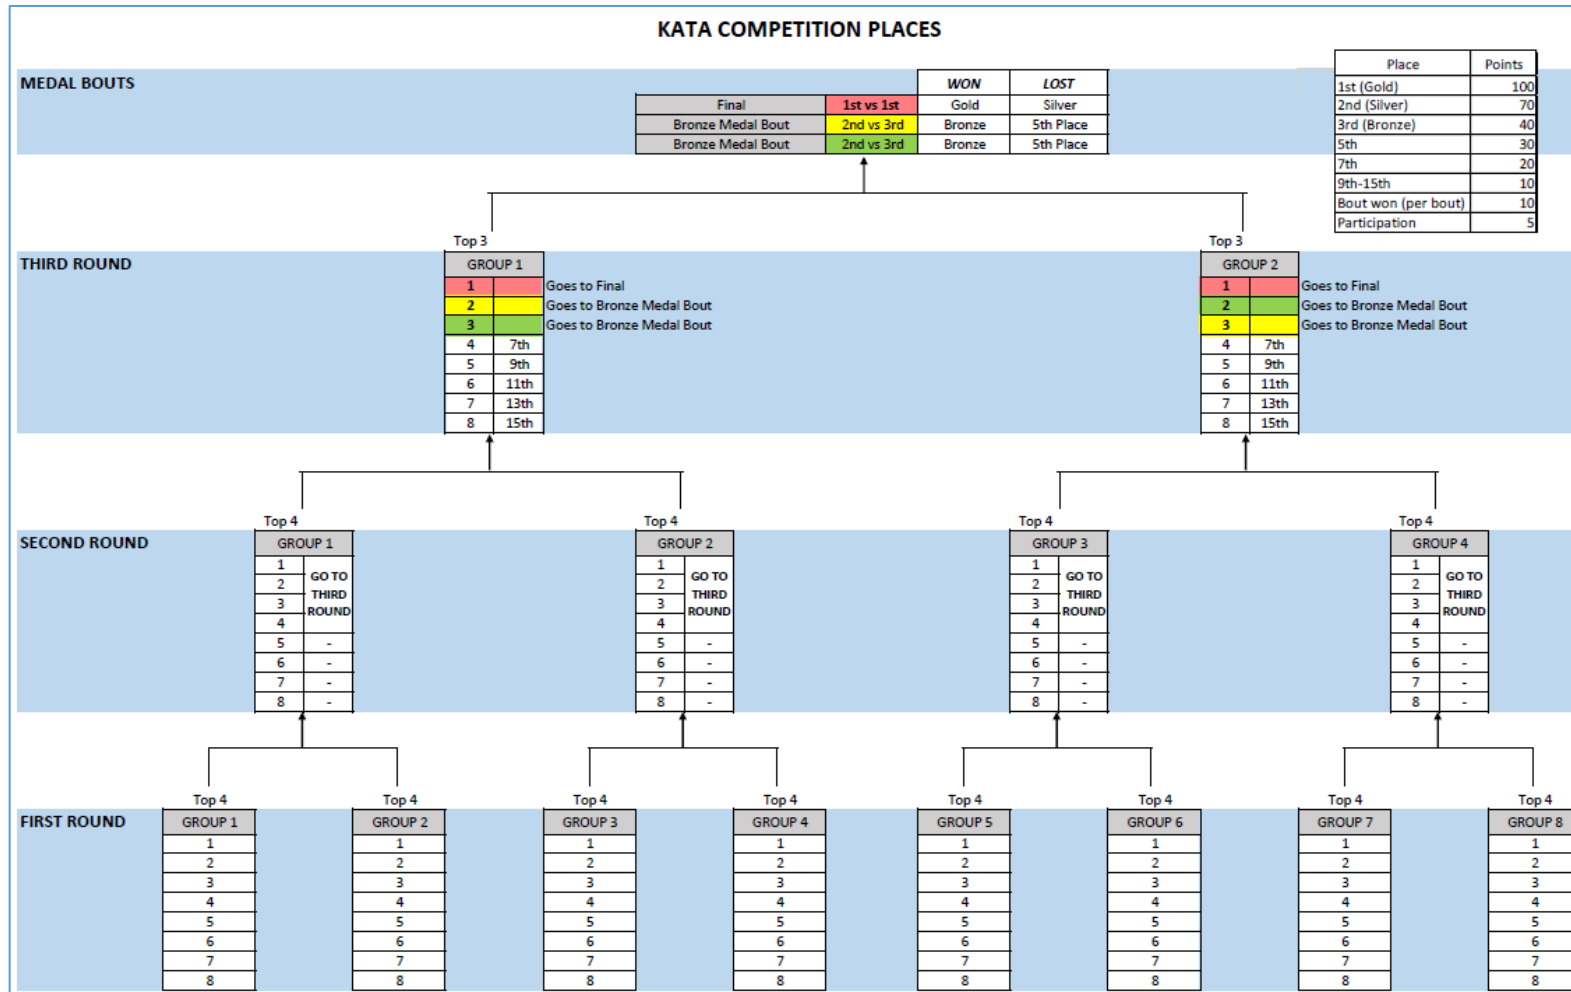 KATA COMPETITION PLACES
Place Points
1st (Gold) 100
2nd (Silver) 70
3rd (Bronze) 40
5th 30
7th 20
9th-15th 10
Bout won (per bout) 10
Participation 5
MEDAL BOUTS
WON LOST
Final 1st vs 1st Gold Silver
Bronze Medal Bout 2nd vs 3rd Bronze 5th Place
Bronze Medal Bout 2nd vs 3rd Bronze 5th Place
THIRD ROUND
Top 3
GROUP 1
1 Goes to Final
2 Goes to Bronze Medal Bout
3 Goes to Bronze Medal Bout
4 7th
5 9th
6 11th
7 13th
8 15th
Top 3
GROUP 2
1 Goes to Final
2 Goes to Bronze Medal Bout
3 Goes to Bronze Medal Bout
4 7th
5 9th
6 11th
7 13th
8 15th
SECOND ROUND
Top 4
GROUP 1
1
2
3
4
GO TO
THIRD
ROUND
5 -
6 -
7 -
8 -
Top 4
GROUP 2
1
2
3
4
GO TO
THIRD
ROUND
5 -
6 -
7 -
8 -
Top 4
GROUP 3
1
2
3
4
GO TO
THIRD
ROUND
5 -
6 -
7 -
8 -
Top 4
GROUP 4
1
2
3
4
GO TO
THIRD
ROUND
5 -
6 -
7 -
8 -
FIRST ROUND
Top 4
GROUP 1
1
2
3
4
5
6
7
8
Top 4
GROUP 2
1
2
3
4
5
6
7
8
Top 4
GROUP 3
1
2
3
4
5
6
7
8
Top 4
GROUP 4
1
2
3
4
5
6
7
8
Top 4
GROUP 5
1
2
3
4
5
6
7
8
Top 4
GROUP 6
1
2
3
4
5
6
7
8
Top 4
GROUP 7
1
2
3
4
5
6
7
8
Top 4
GROUP 8
1
2
3
4
5
6
7
8